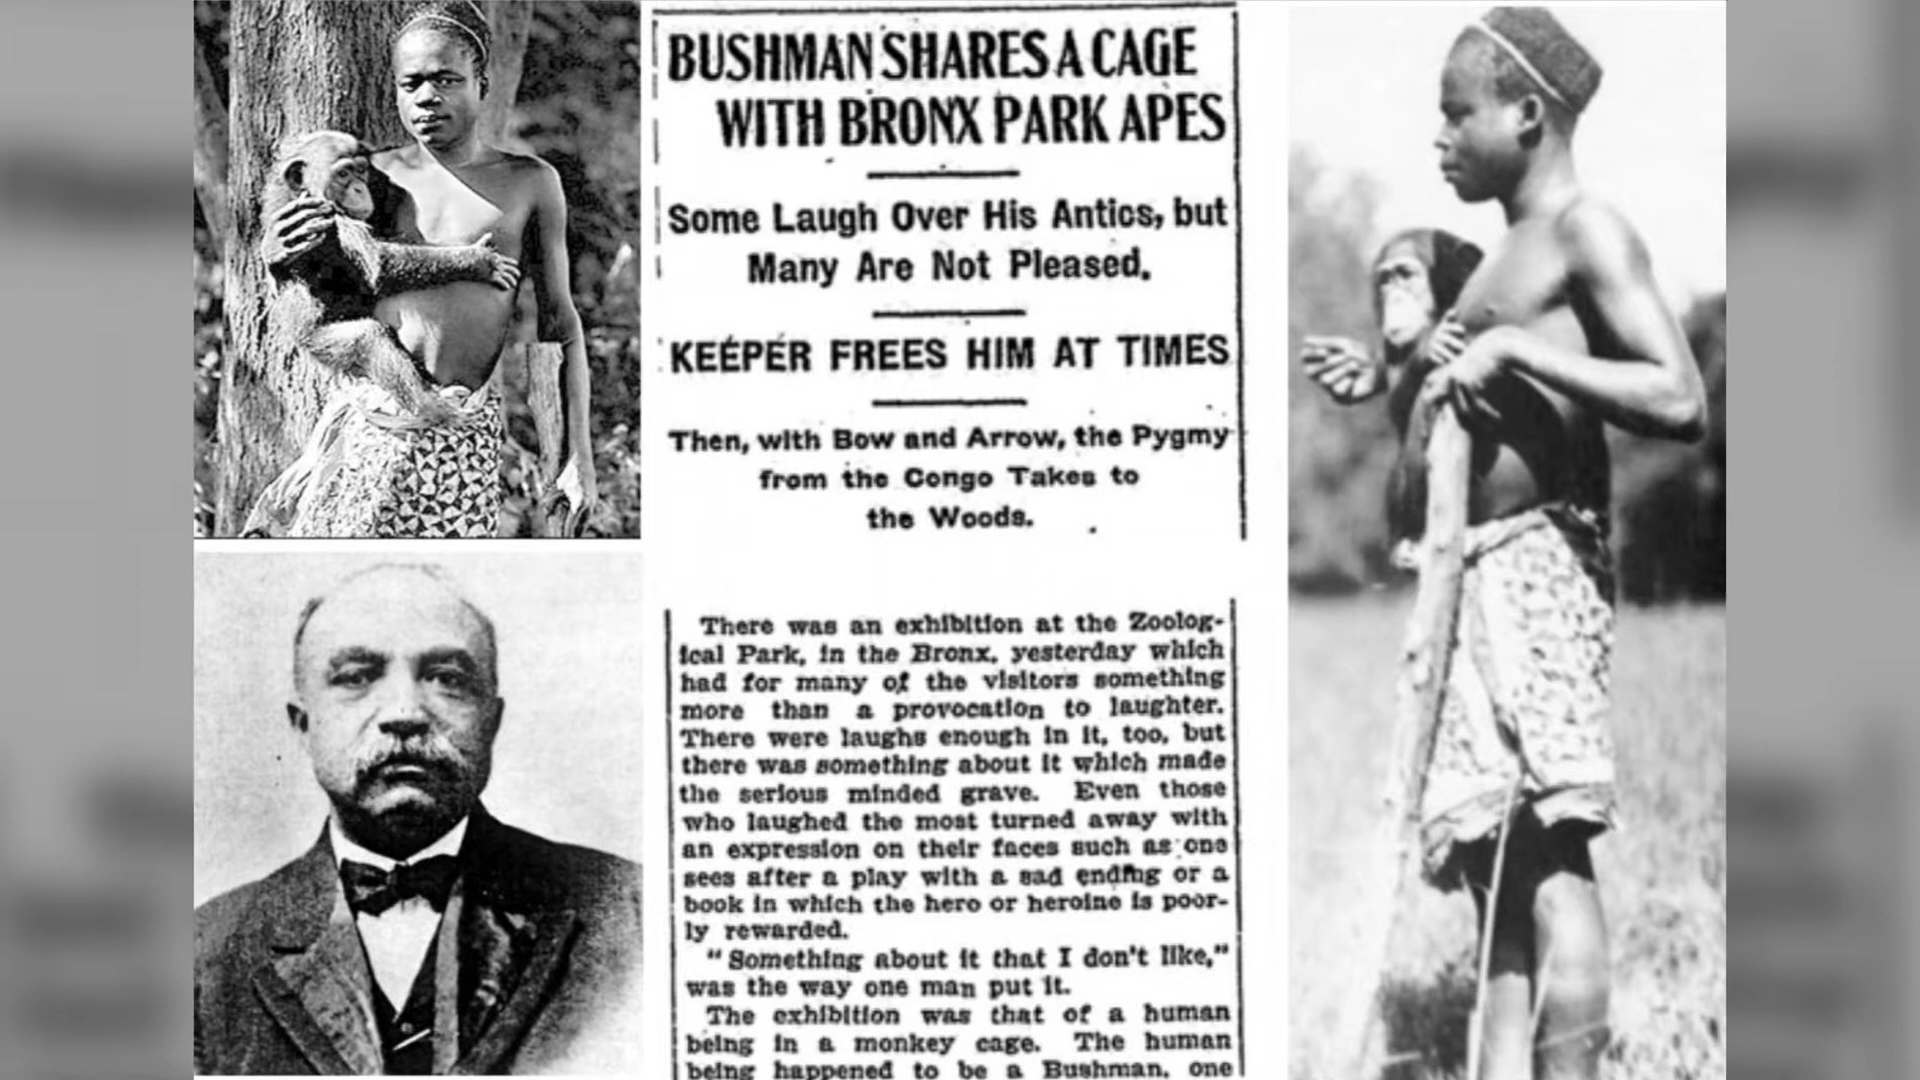 BUSHMAN SHARES A CAGE
WITH BRONX PARK APES
Some Laugh Over His Antics, but
Many Are Not Pleased.
KEEPER FREES HIM AT TIMES
Then, with Bow and Arrow, the Pygmy
from the Congo Takes to
the Woods.
There was an exhibition at the Zoolog-
ical Park, in the Bronx, yesterday which
had for many of the visitors something
more than a provocation to laughter.
There were laughs enough in it, too, but
there was something about it which made
the serious minded grave. Even those
who laughed the most turned away with
an expression on their faces such as one
sees after a play with a sad ending or a
book in which the hero or heroine is poor-
ly rewarded.
"Something about it that I don't like,"
was the way one man put it.
The exhibition was that of a human
being in a monkey cage. The human
being happened to be a Bushman, one